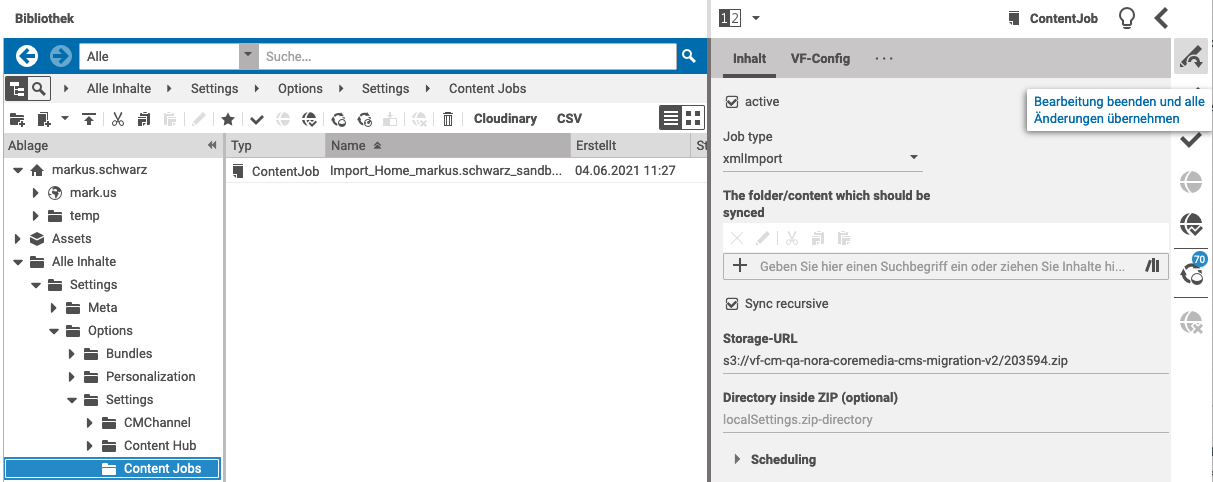 Bibliothek
Alle
Suche...
Alle Inhalte Settings Options Settings Content Jobs
Cloudinary CSV
Ablage
markus.schwarz
mark.us
temp
Assets
Alle Inhalte
Settings
Meta
Options
Bundles
Personalization
Settings
CMChannel
Content Hub
Content Jobs
Typ Name Erstellt St
ContentJob Import_Home_markus.schwarz_sandb... 04.06.2021 11:27
12
ContentJob
Inhalt VF-Config ...
active
Bearbeitung beenden und alle
Änderungen übernehmen
Job type
xmlImport
The folder/content which should be
synced
Geben Sie hier einen Suchbegriff ein oder ziehen Sie Inhalte hi...
70
Sync recursive
Storage-URL
s3://vf-cm-qa-nora-coremedia-cms-migration-v2/203594.zip
Directory inside ZIP (optional)
localSettings.zip-directory
Scheduling